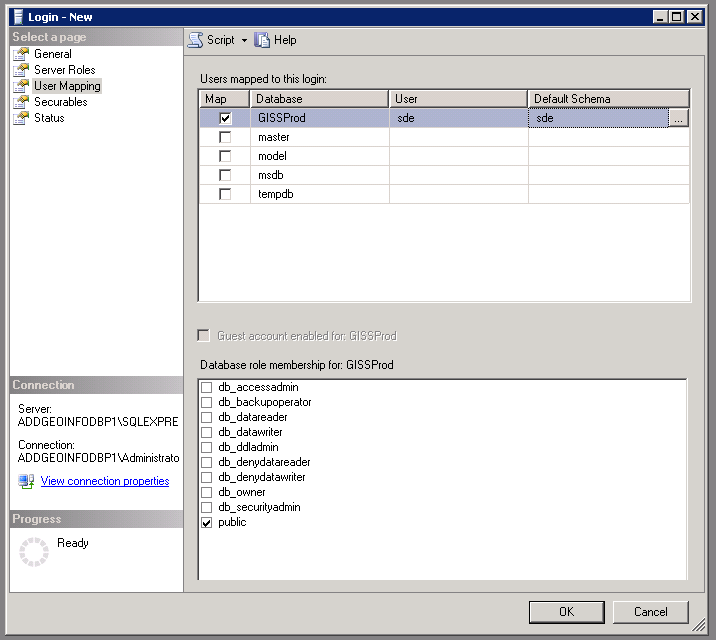 Login - New
Select a page
General
Server Roles
User Mapping
Securables
Status
Script Help
Users mapped to this login:
Map Database User Default Schema
GISSProd sde sde ...
master
model
msdb
tempdb
Guest account enabled for: GISSProd
Database role membership for: GISSProd
db_accessadmin
db_backupoperator
db_datareader
db_datawriter
db_ddladmin
db_denydatareader
db_denydatawriter
db_owner
db_securityadmin
public
Connection
Server:
ADDGEOINFODBP1\SQLEXPRE
Connection:
ADDGEOINFODBP1\Administrato
View connection properties
Progress
Ready
OK Cancel